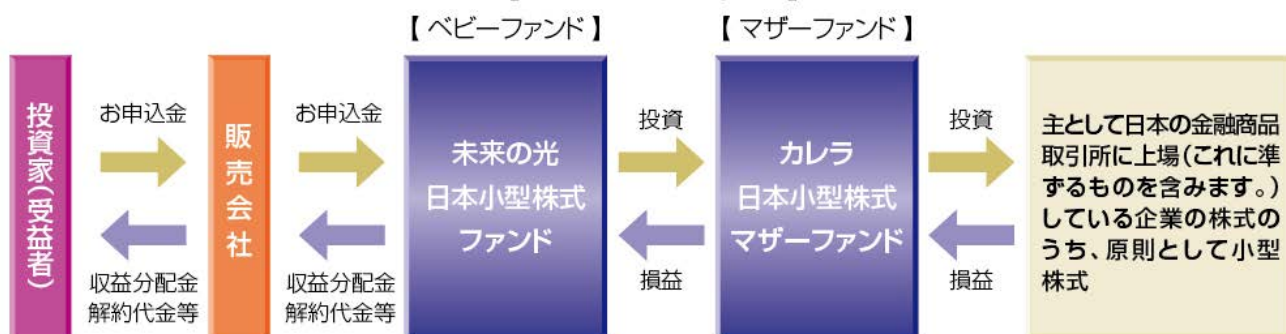 【 ベビーファンド 】
【 マザーファンド 】
投資家(受益者)
お申込金
収益分配金
解約代金等
販売会社
お申込金
収益分配金
解約代金等
未来の光
日本小型株式
ファンド
投資
損益
カレラ
日本小型株式
マザーファンド
投資
損益
主として日本の金融商品
取引所に上場(これに準
ずるものを含みます。)
している企業の株式の
うち、原則として小型
株式